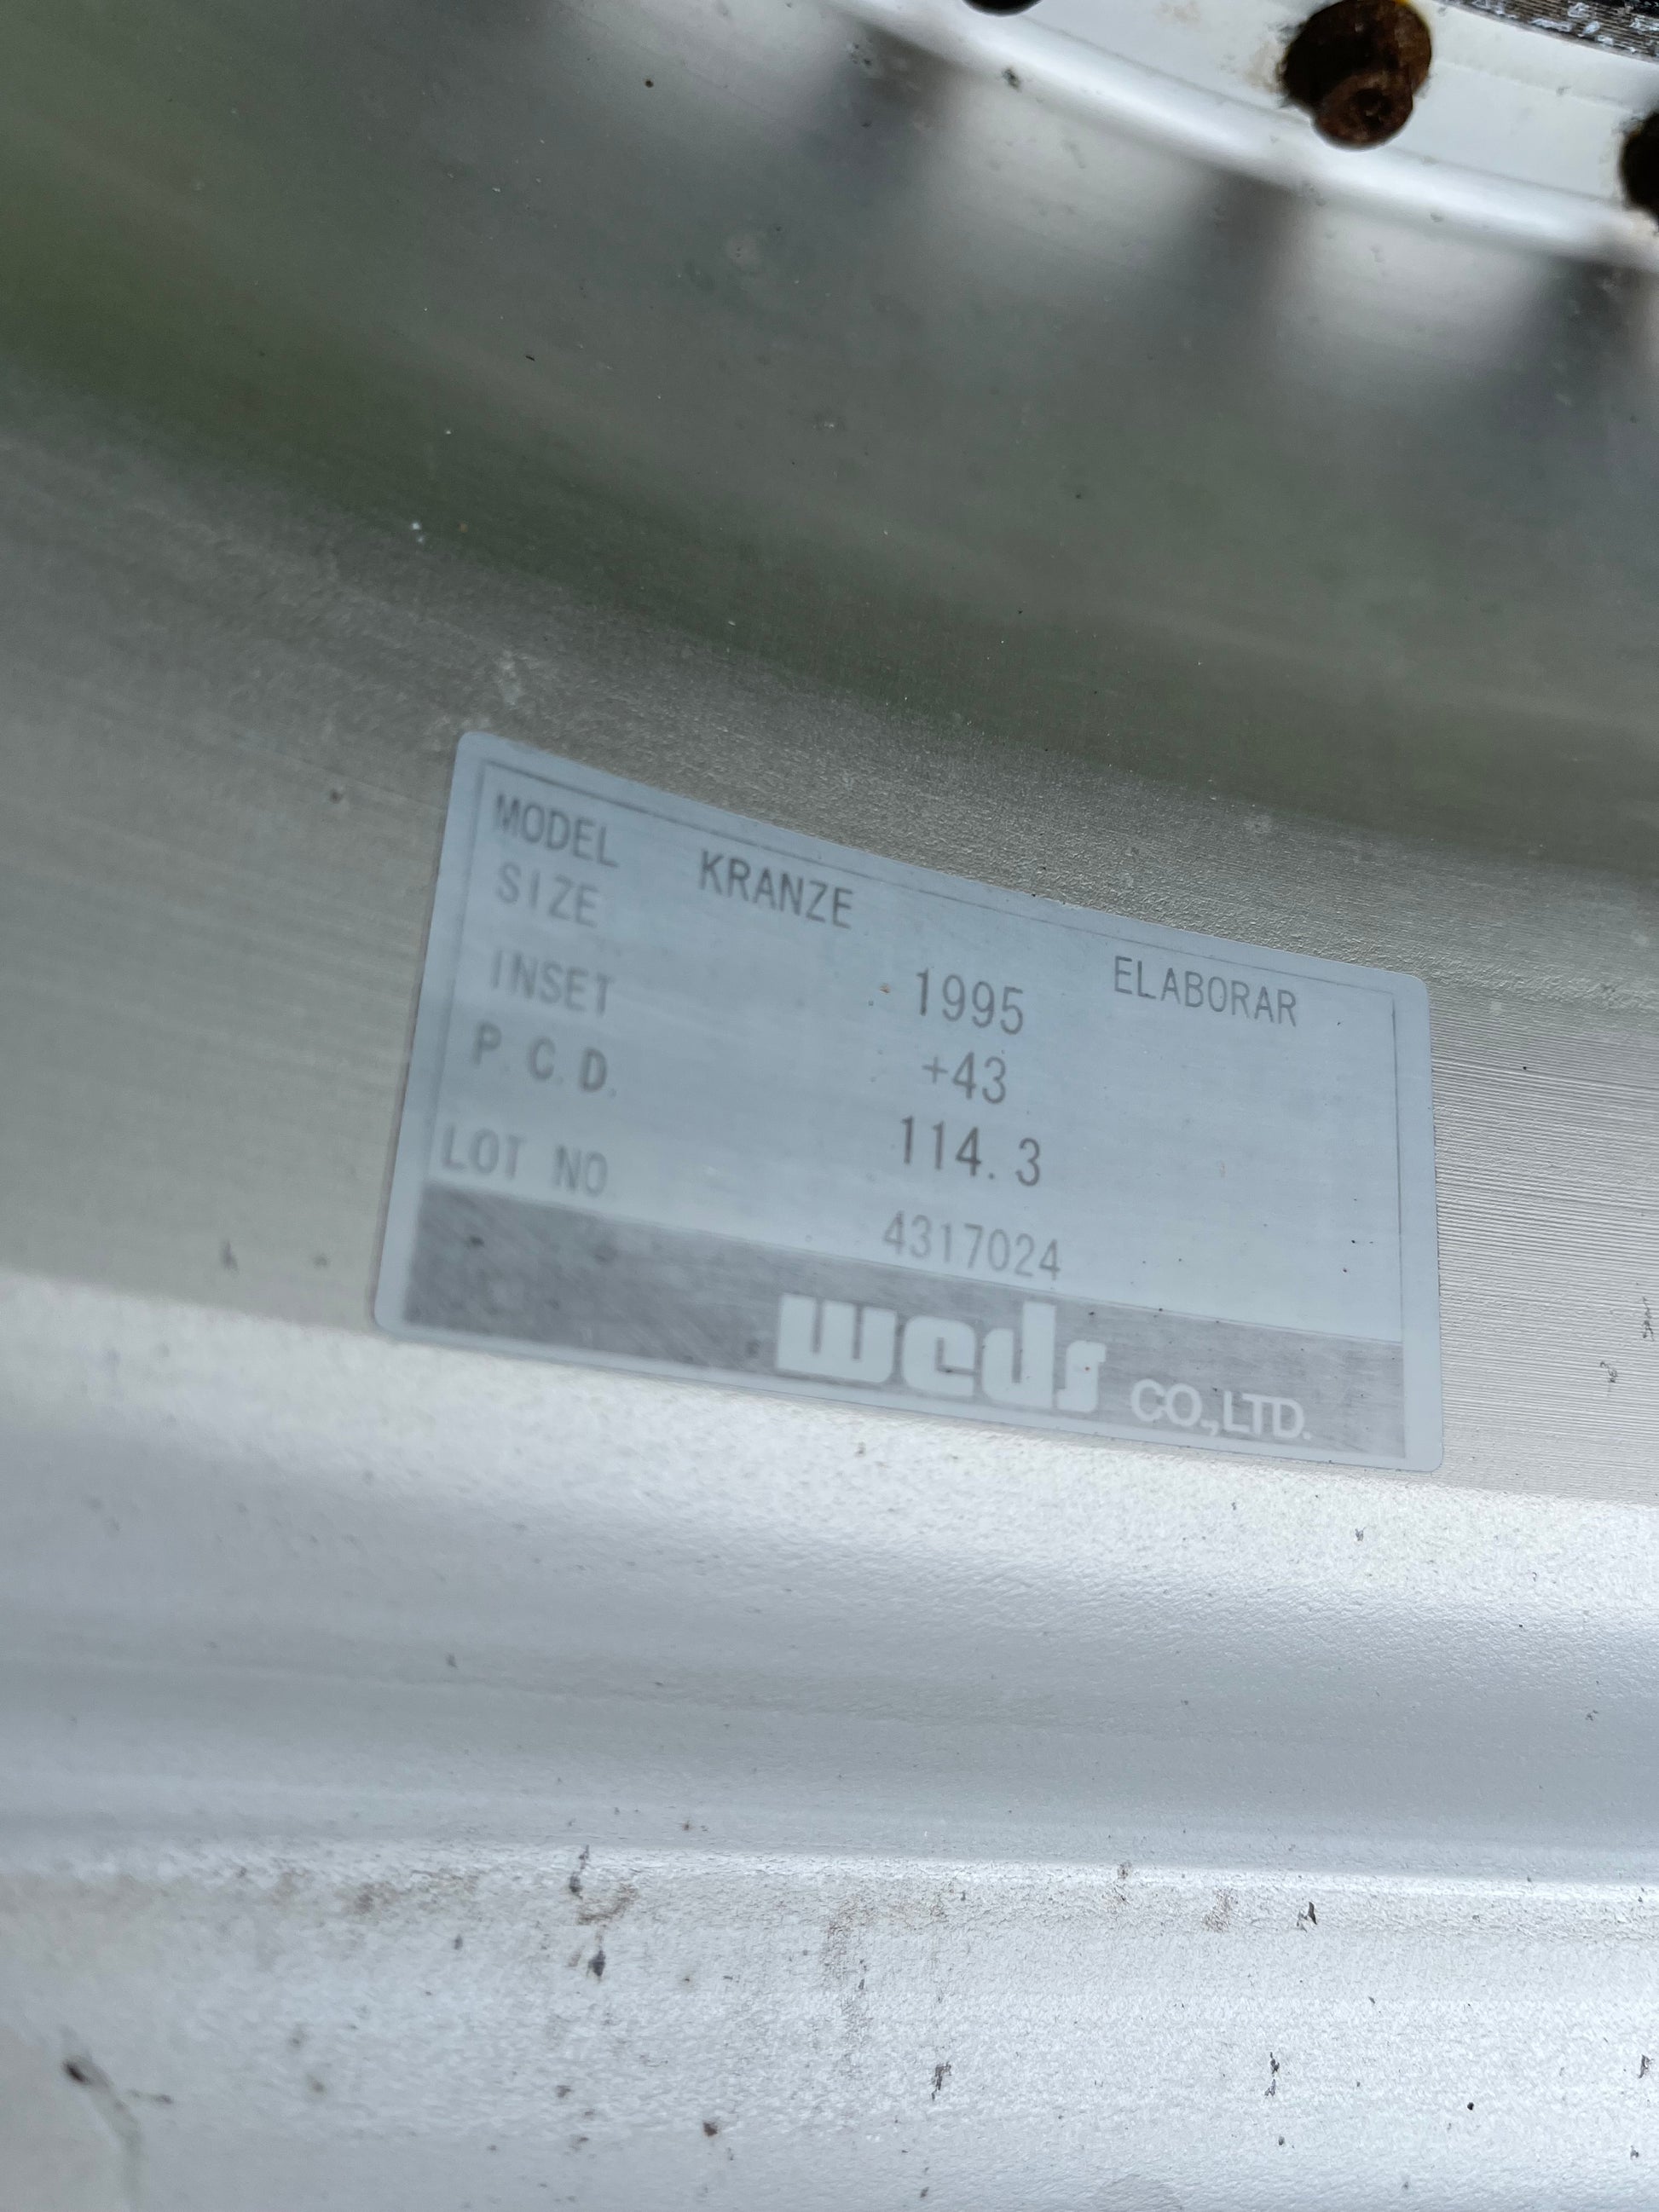 MODEL KRANZE ELABORAR
SIZE 1995
INSET +43
P.C.D. 114.3
LOT NO 4317024
weds CO.,LTD.